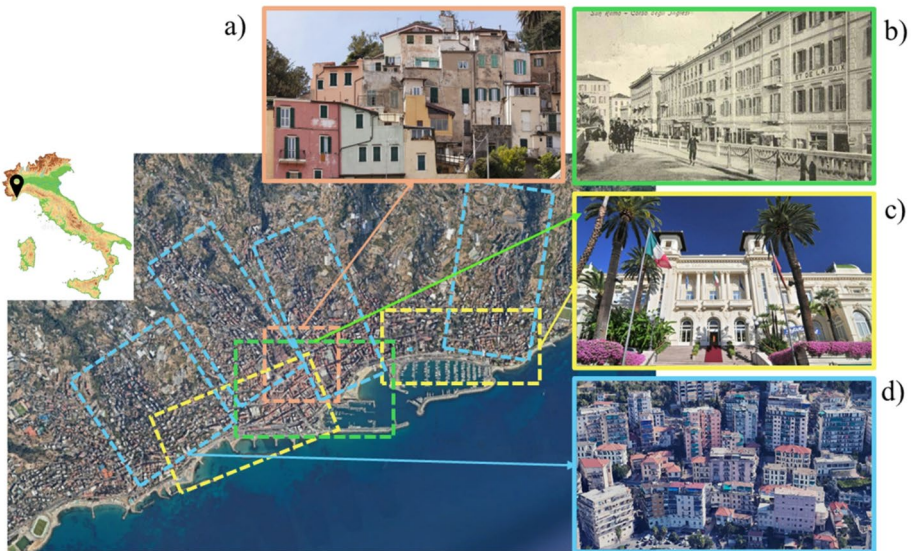 a)
b)
San Remo - Corso degli Inglesi
ET DE LA PAIX
c)
d)